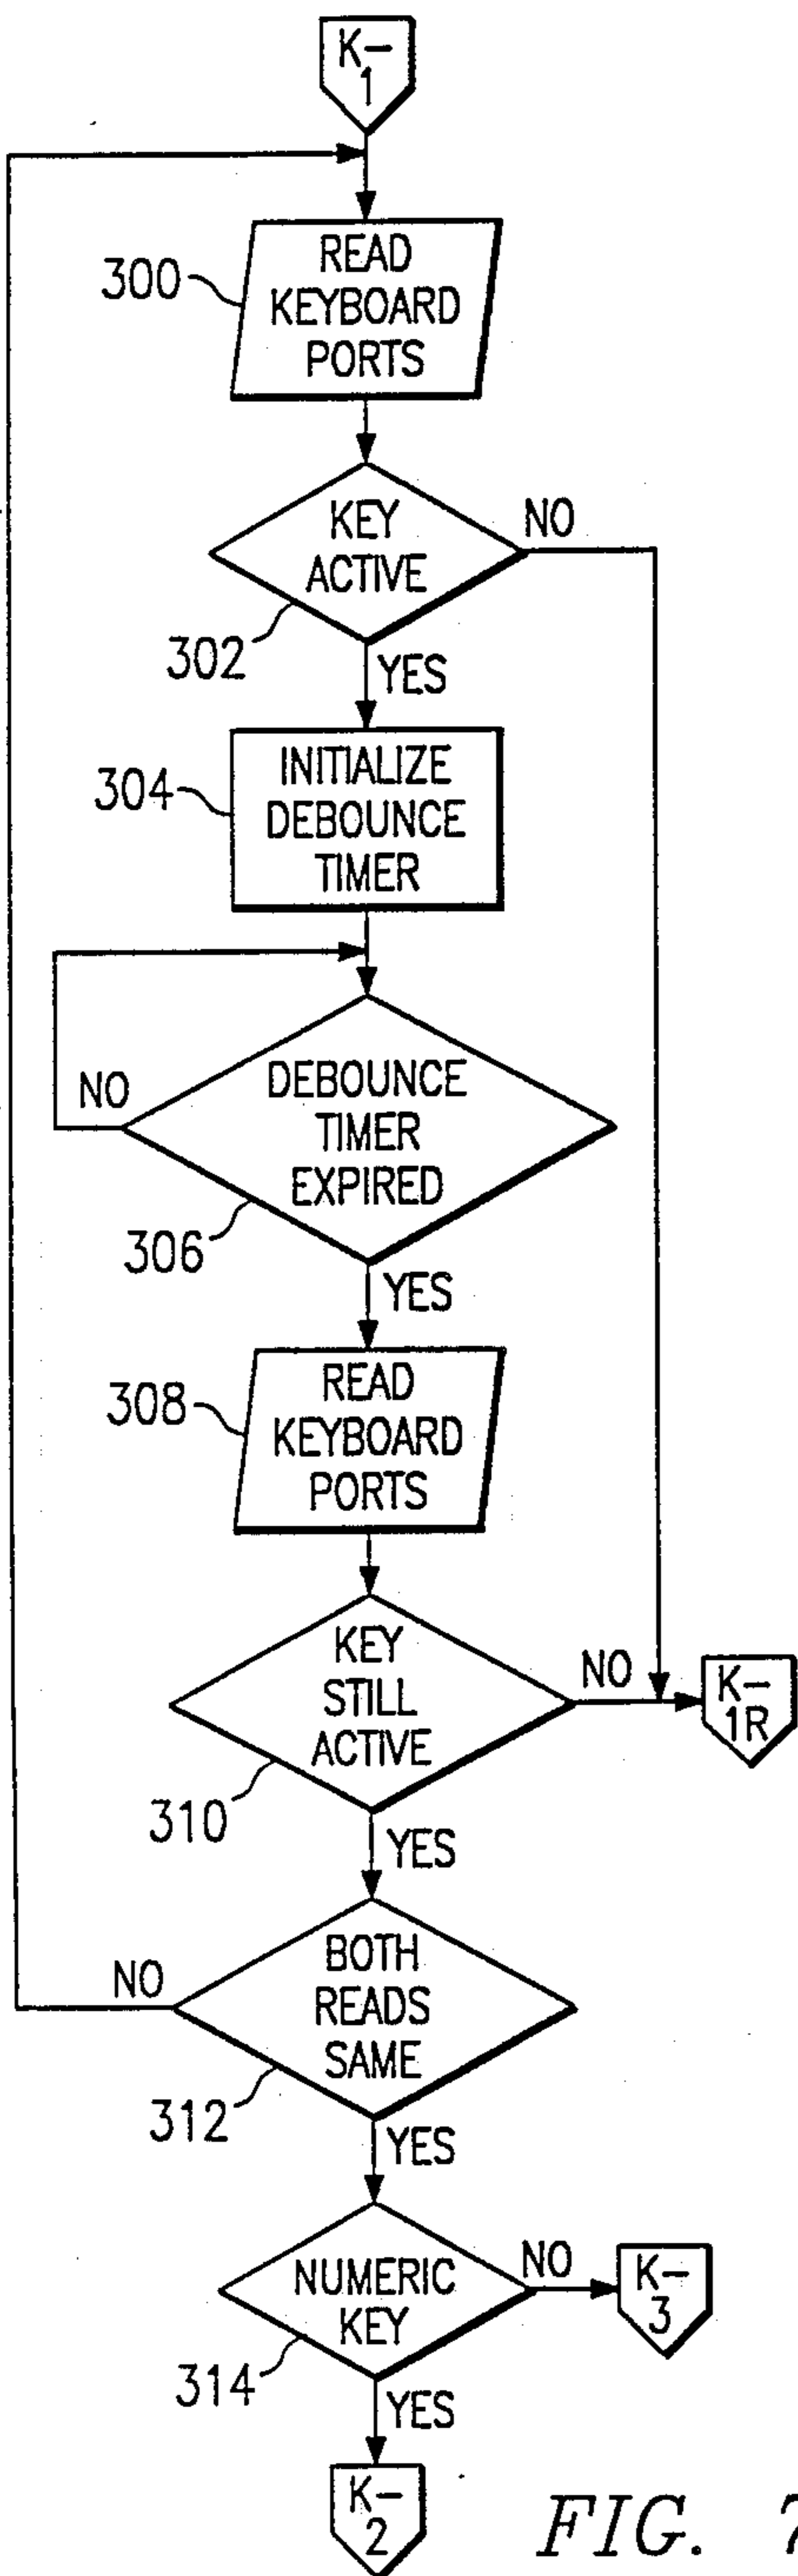 K-
1
READ
KEYBOARD
PORTS
300
KEY
ACTIVE
NO
302
YES
INITIALIZE
DEBOUNCE
TIMER
304
DEBOUNCE
TIMER
EXPIRED
NO
306
YES
READ
KEYBOARD
PORTS
308
KEY
STILL
ACTIVE
NO
K-
1R
310
YES
BOTH
READS
SAME
NO
312
YES
NUMERIC
KEY
NO
K-
3
314
YES
K-
2
FIG. 7